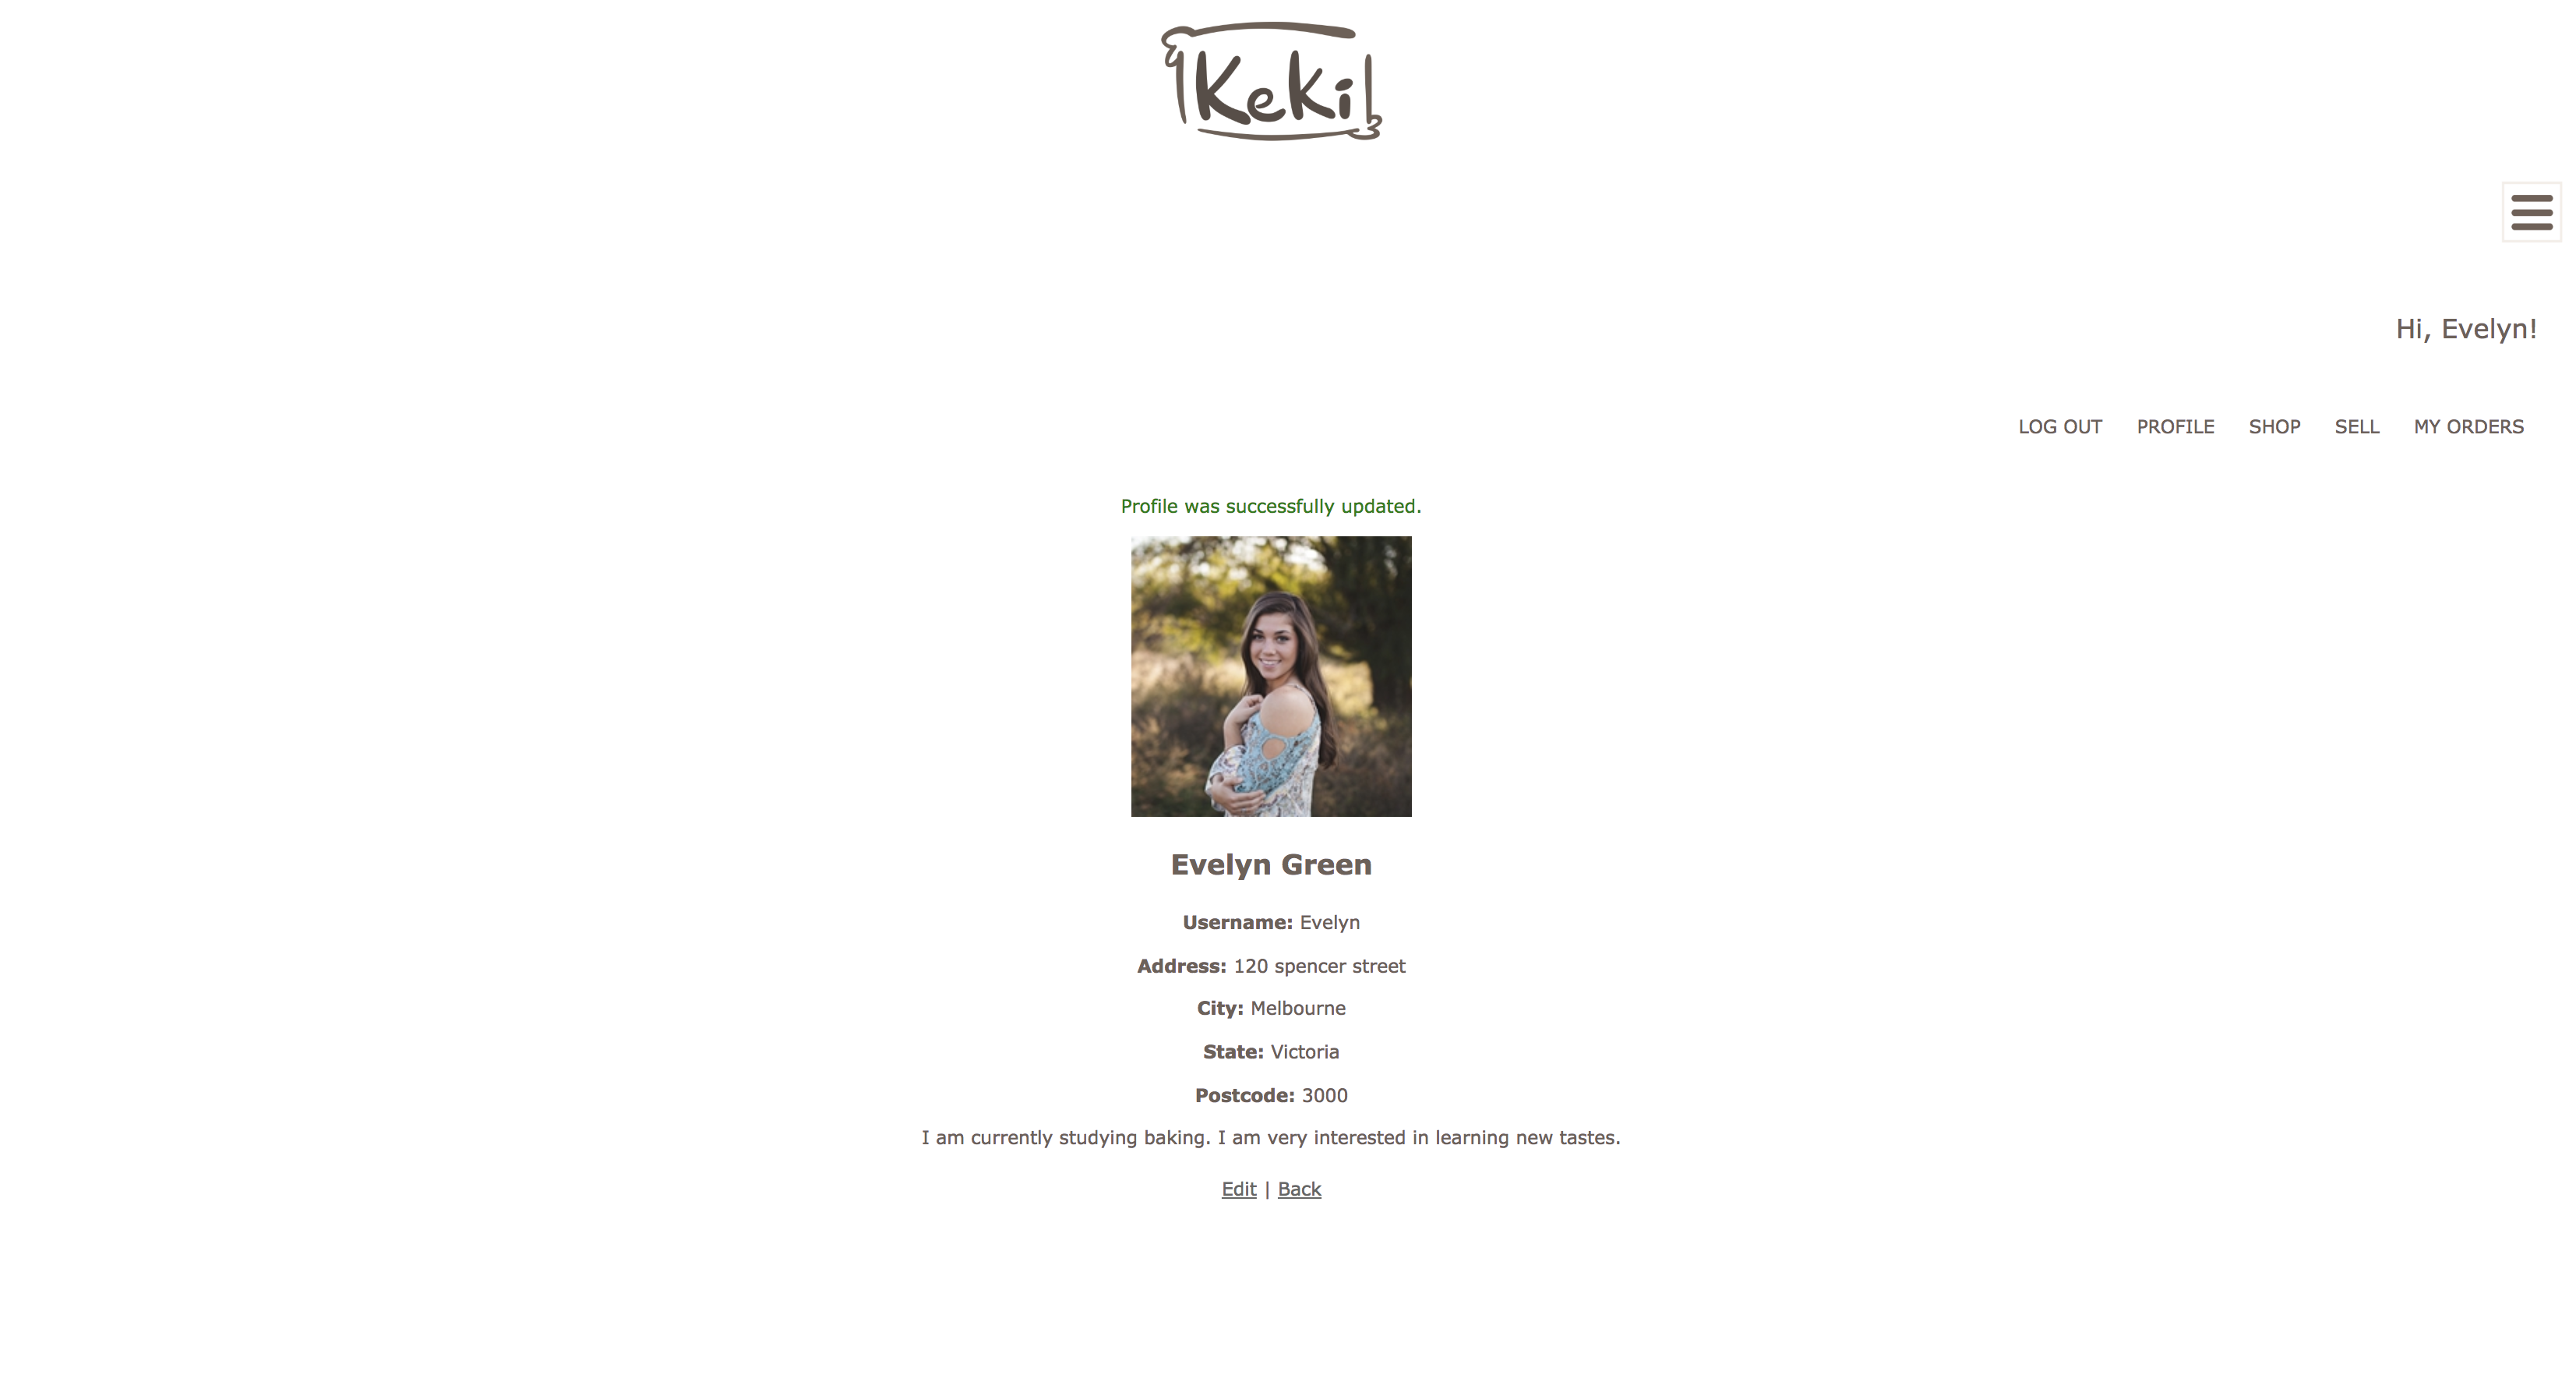 Keki
Hi, Evelyn!
LOG OUT PROFILE SHOP SELL MY ORDERS
Profile was successfully updated.
Evelyn Green
Username: Evelyn
Address: 120 spencer street
City: Melbourne
State: Victoria
Postcode: 3000
I am currently studying baking. I am very interested in learning new tastes.
Edit | Back